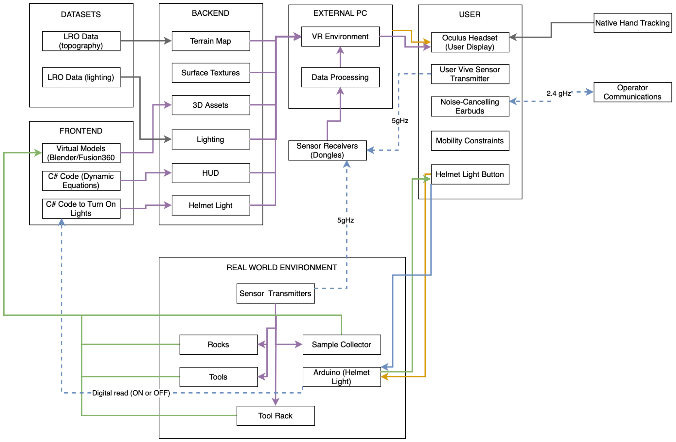 DATASETS
LRO Data
(topography)
LRO Data (lighting)
FRONTEND
Virtual Models
(Blender/Fusion360
C# Code (Dynamic
Equations)
C# Code to Turn On
Lights
BACKEND
Terrain Map
Surface Textures
3D Assets
Lighting
HUD
Helmet Light
EXTERNAL PC
VR Environment
Data Processing
Sensor Receivers
(Dongles)
5gHz
5gHz
USER
Oculus Headset
(User Display)
User Vive Sensor
Transmitter
Noise-Cancelling
Earbuds
Mobility Constraints
Helmet Light Button
Native Hand Tracking
2.4 gHz
Operator
Communications
REAL WORLD ENVIRONMENT
Sensor Transmitters
Rocks
Sample Collector
Tools
Arduino (Helmet
Light)
Digital read (ON or OFF)
Tool Rack